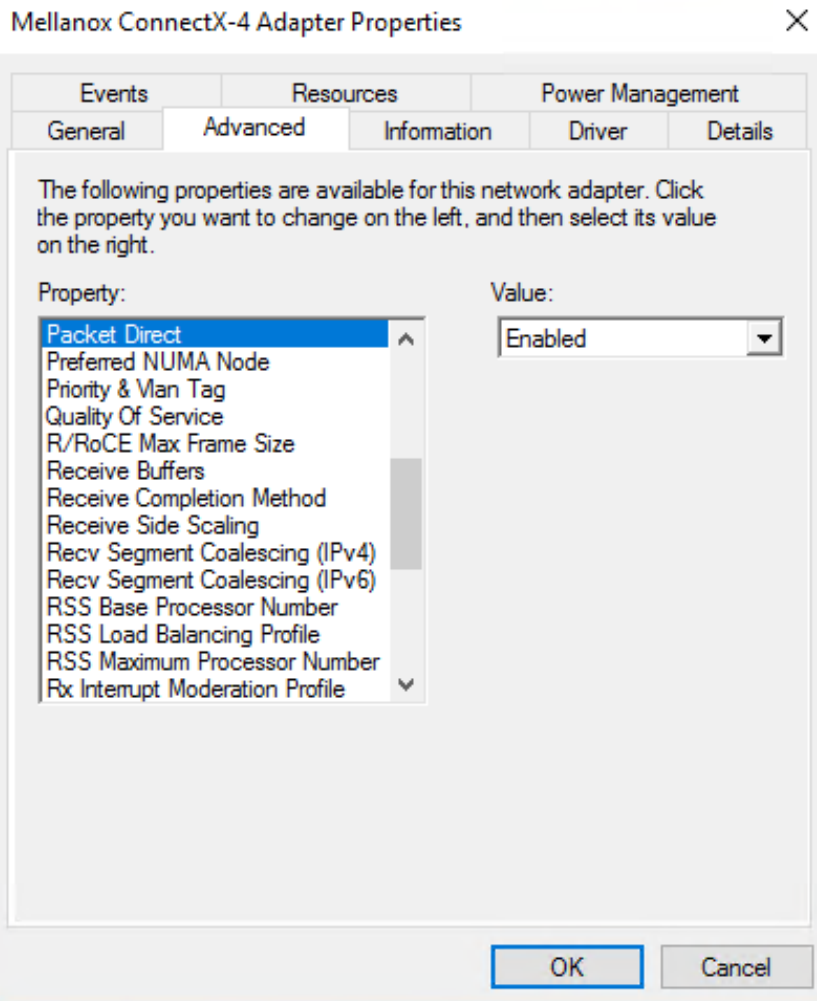 Mellanox ConnectX-4 Adapter Properties
Events Resources Power Management
General Advanced Information Driver Details
The following properties are available for this network adapter. Click
the property you want to change on the left, and then select its value
on the right.
Property: Value:
Packet Direct Enabled
Preferred NUMA Node
Priority & Vlan Tag
Quality Of Service
R/RoCE Max Frame Size
Receive Buffers
Receive Completion Method
Receive Side Scaling
Recv Segment Coalescing (IPv4)
Recv Segment Coalescing (IPv6)
RSS Base Processor Number
RSS Load Balancing Profile
RSS Maximum Processor Number
Rx Interrupt Moderation Profile
OK Cancel